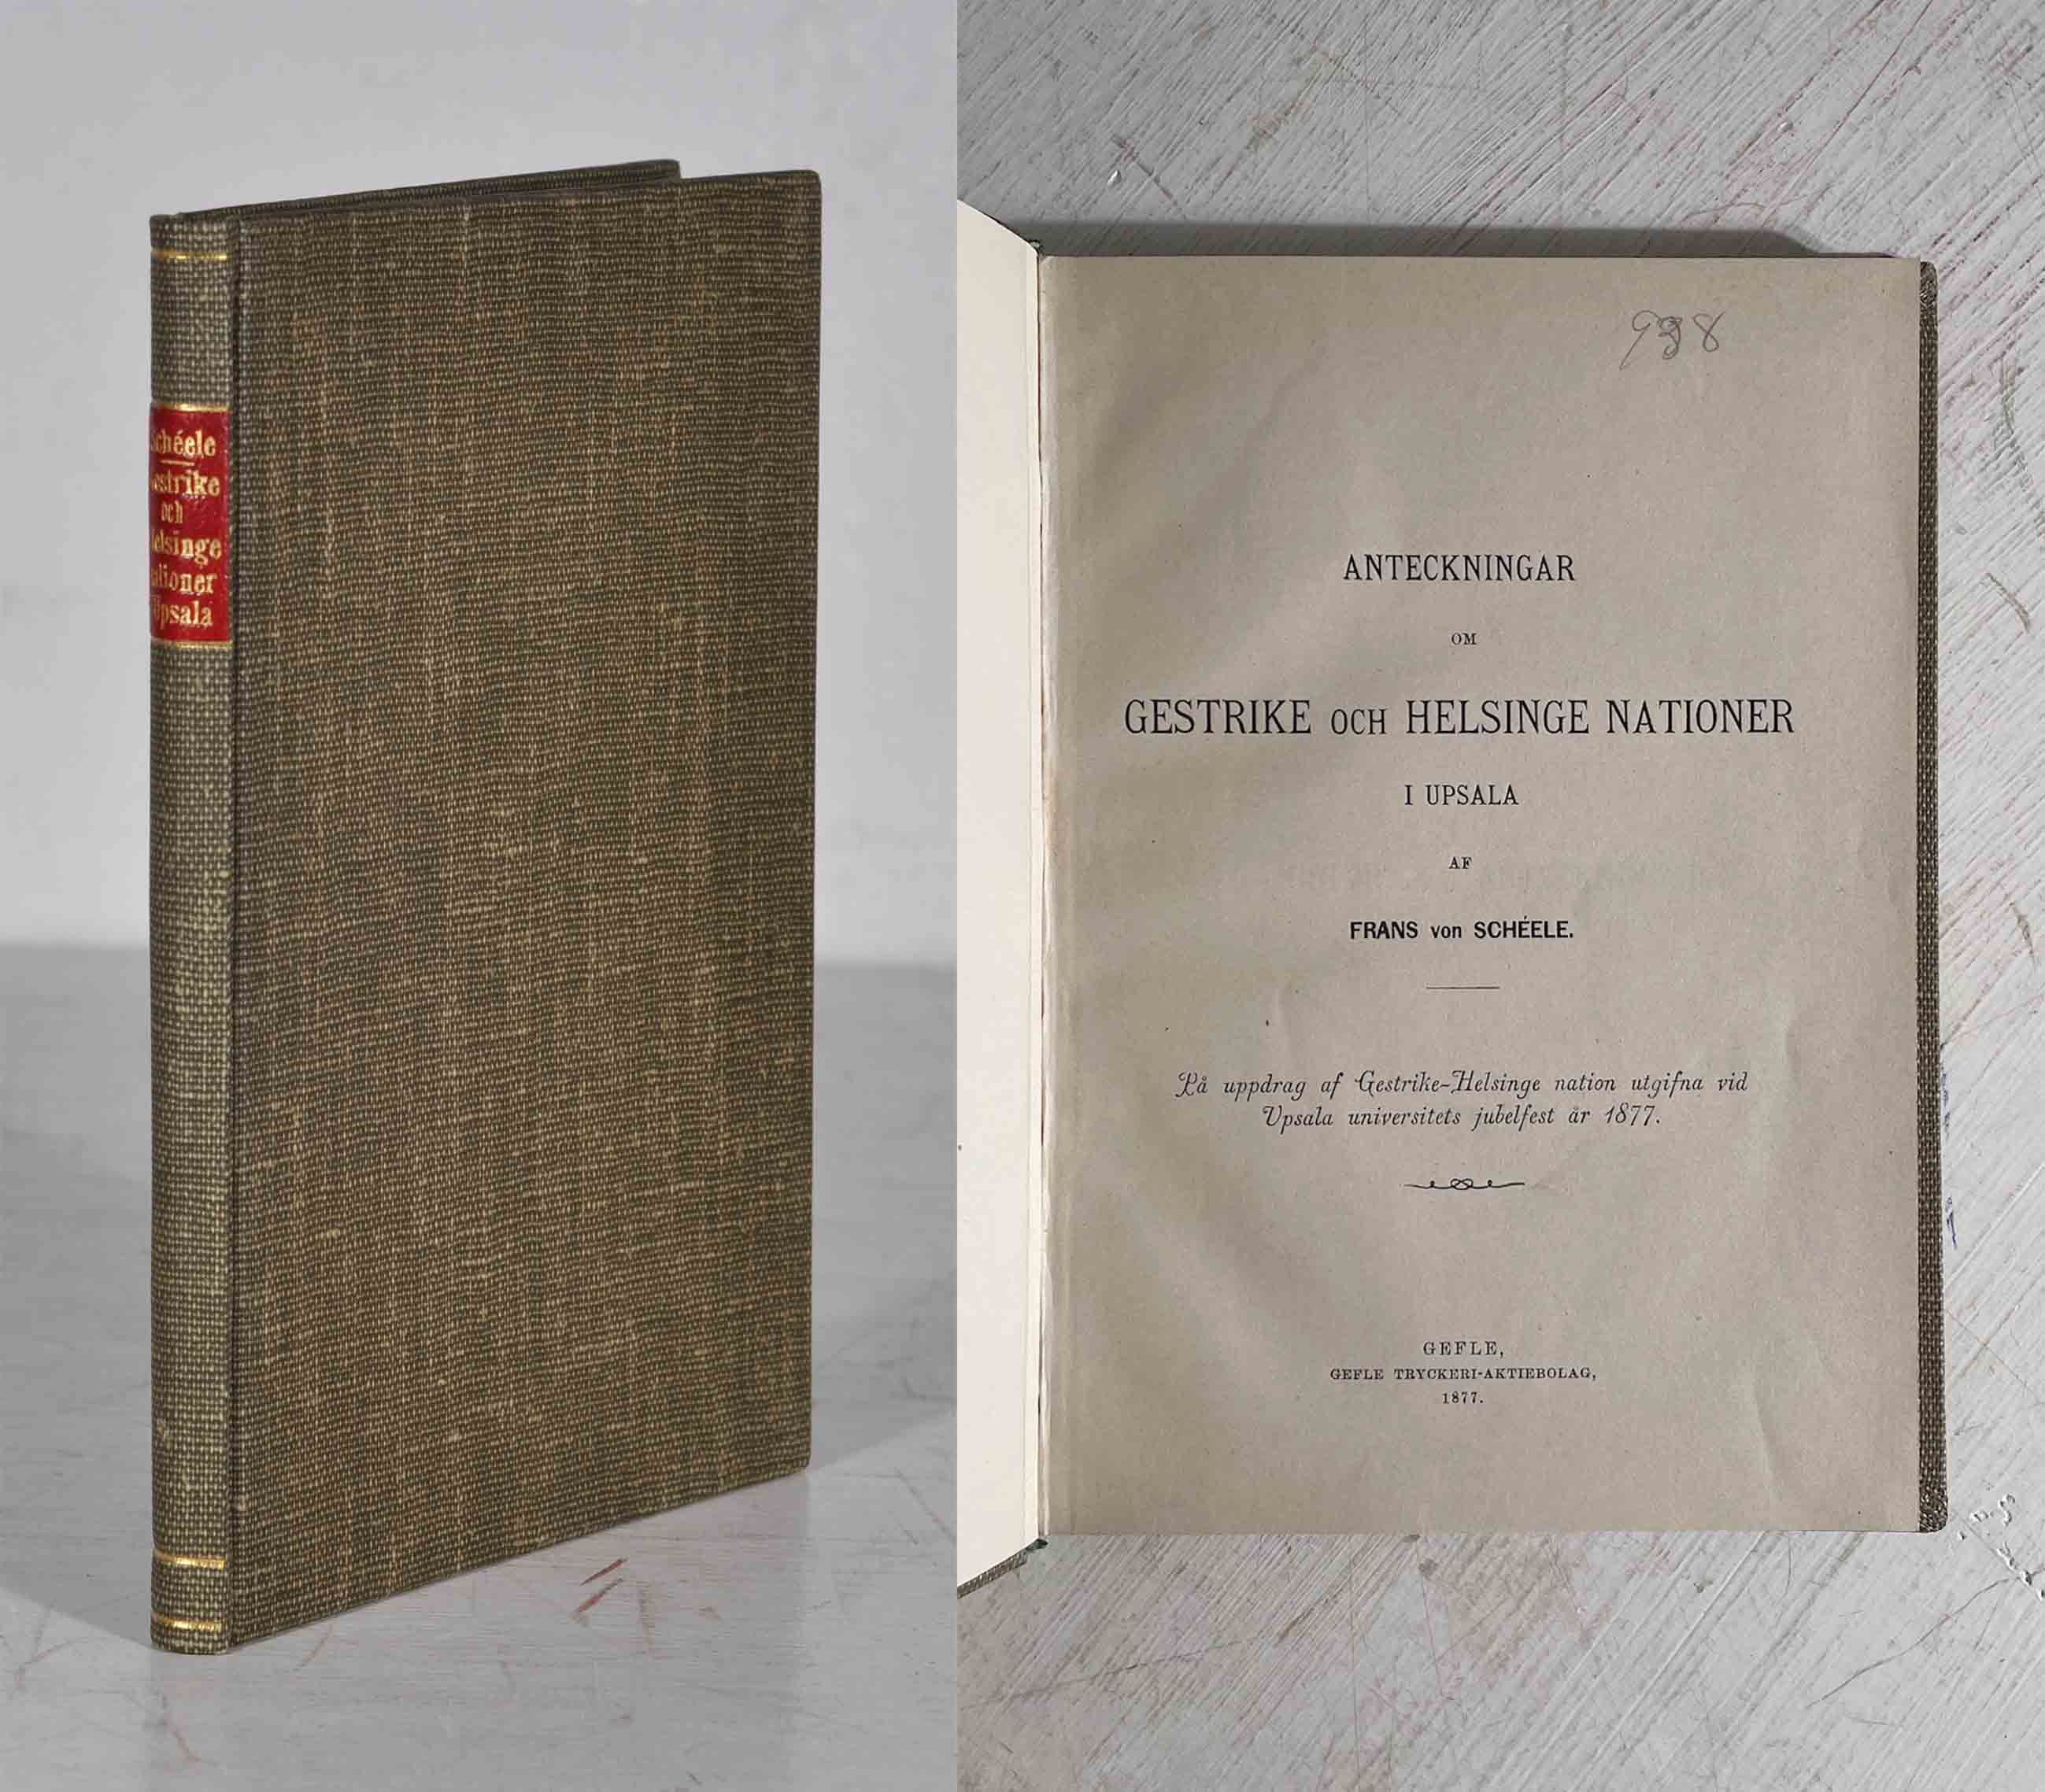 Schéele
Gestrike
och
Helsinge
nationer
Upsala
938
ANTECKNINGAR
OM
GESTRIKE OCH HELSINGE NATIONER
I UPSALA
AF
FRANS von SCHÉELE.
På uppdrag af Gestrike-Helsinge nation utgifna vid
Upsala universitets jubelfest år 1877.
GEFLE,
GEFLE TRYCKERI-AKTIEBOLAG,
1877.